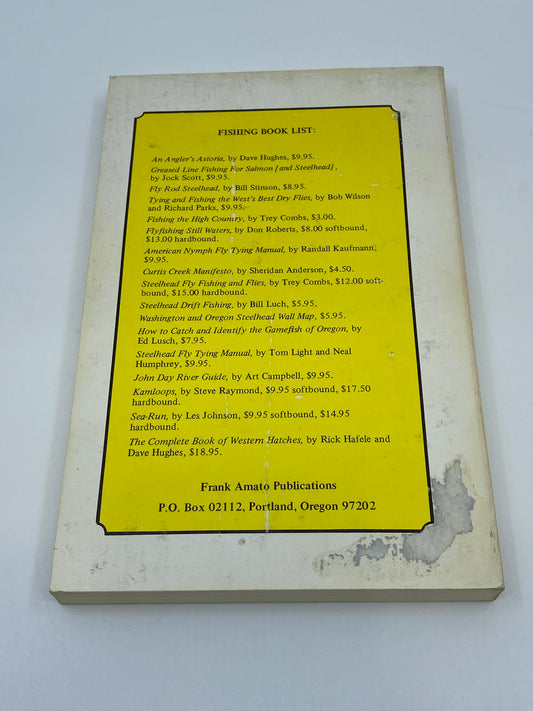 FISHING BOOK LIST:
An Angler's Astoria, by Dave Hughes, $9.95.
Greased Line Fishing For Salmon [and Steelhead],
by Jock Scott, $9.95.
Fly Rod Steelhead, by Bill Stinson, $8.95.
Tying and Fishing the West's Best Dry Flies, by Bob Wilson
and Richard Parks, $9.95.
Fishing the High Country, by Trey Combs, $3.00.
Flyfishing Still Waters, by Don Roberts, $8.00 softbound,
$13.00 hardbound.
American Nymph Fly Tying Manual, by Randall Kaufmann,
$9.95.
Curtis Creek Manifesto, by Sheridan Anderson, $4.50.
Steelhead Fly Fishing and Flies, by Trey Combs, $12.00 soft-
bound, $15.00 hardbound.
Steelhead Drift Fishing, by Bill Luch, $5.95.
Washington and Oregon Steelhead Wall Map, $5.95.
How to Catch and Identify the Gamefish of Oregon, by
Ed Lusch, $7.95.
Steelhead Fly Tying Manual, by Tom Light and Neal
Humphrey, $9.95.
John Day River Guide, by Art Campbell, $9.95.
Kamloops, by Steve Raymond, $9.95 softbound, $17.50
hardbound.
Sea-Run, by Les Johnson, $9.95 softbound, $14.95
hardbound.
The Complete Book of Western Hatches, by Rick Hafele and
Dave Hughes, $18.95.
Frank Amato Publications
P.O. Box 02112, Portland, Oregon 97202